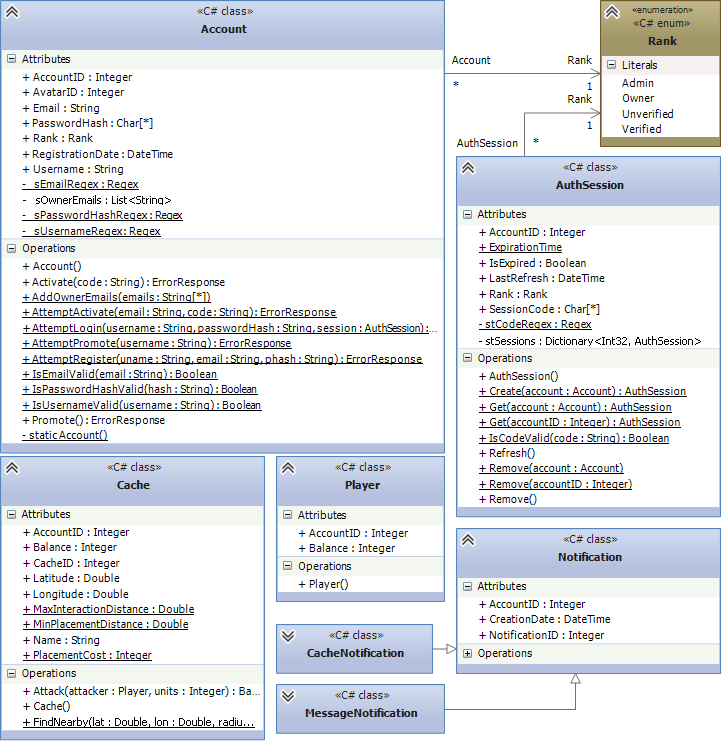 «C# class»
Account
Attributes
+ AccountID : Integer
+ AvatarID : Integer
+ Email : String
+ PasswordHash : Char[*]
+ Rank : Rank
+ RegistrationDate : DateTime
+ Username : String
- sEmailRegex : Regex
- sOwnerEmails : List<String>
- sPasswordHashRegex : Regex
- sUsernameRegex : Regex
Operations
+ Account()
+ Activate(code : String) : ErrorResponse
+ AddOwnerEmails(emails : String[*])
+ AttemptActivate(email : String, code : String) : ErrorResponse
+ AttemptLogin(username : String, passwordHash : String, session : AuthSession) : ...
+ AttemptPromote(username : String) : ErrorResponse
+ AttemptRegister(uname : String, email : String, phash : String) : ErrorResponse
+ IsEmailValid(email : String) : Boolean
+ IsPasswordHashValid(hash : String) : Boolean
+ IsUsernameValid(username : String) : Boolean
+ Promote() : ErrorResponse
- static Account()
Account
Rank
*
1
«enumeration»
«C# enum»
Rank
Literals
Admin
Owner
Unverified
Verified
Rank
1
AuthSession
*
«C# class»
AuthSession
Attributes
+ AccountID : Integer
+ ExpirationTime
+ IsExpired : Boolean
+ LastRefresh : DateTime
+ Rank : Rank
+ SessionCode : Char[*]
- stCodeRegex : Regex
- stSessions : Dictionary<Int32, AuthSession>
Operations
+ AuthSession()
+ Create(account : Account) : AuthSession
+ Get(account : Account) : AuthSession
+ Get(accountID : Integer) : AuthSession
+ IsCodeValid(code : String) : Boolean
+ Refresh()
+ Remove(account : Account)
+ Remove(accountID : Integer)
+ Remove()
«C# class»
Cache
Attributes
+ AccountID : Integer
+ Balance : Integer
+ CacheID : Integer
+ Latitude : Double
+ Longitude : Double
+ MaxInteractionDistance : Double
+ MinPlacementDistance : Double
+ Name : String
+ PlacementCost : Integer
Operations
+ Attack(attacker : Player, units : Integer) : Ba...
+ Cache()
+ FindNearby(lat : Double, lon : Double, radiu...
«C# class»
Player
Attributes
+ AccountID : Integer
+ Balance : Integer
Operations
+ Player()
«C# class»
Notification
Attributes
+ AccountID : Integer
+ CreationDate : DateTime
+ NotificationID : Integer
Operations
«C# class»
CacheNotification
«C# class»
MessageNotification